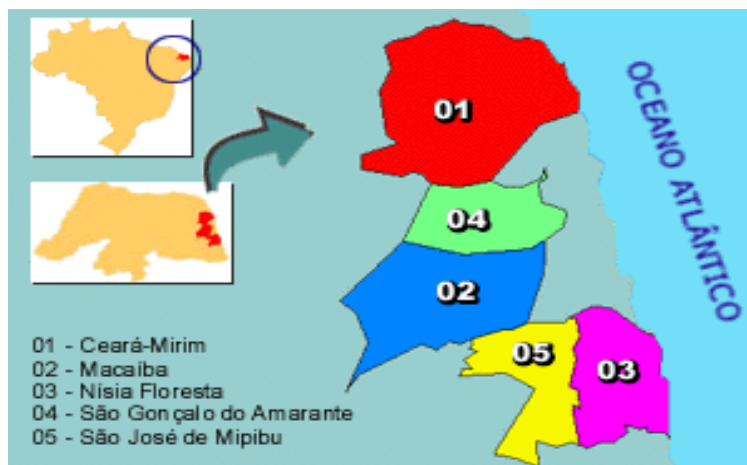 OCEANO ATLÂNTICO
01
04
02
05
03
01 - Ceará-Mirim
02 - Macaíba
03 - Nísia Floresta
04 - São Gonçalo do Amarante
05 - São José de Mipibu